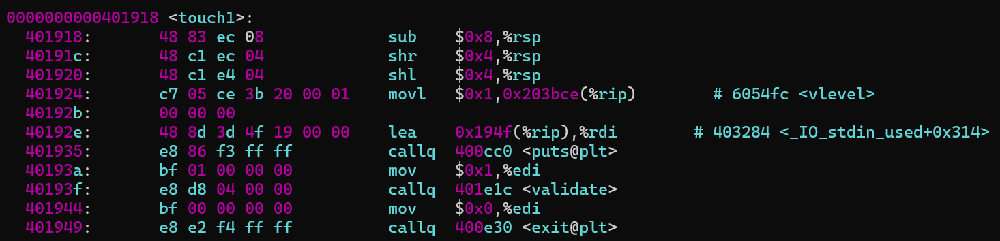 0000000000401918 <touch1>:
  401918:	48 83 ec 08          	sub    $0x8,%rsp
  40191c:	48 c1 ec 04          	shr    $0x4,%rsp
  401920:	48 c1 e4 04          	shl    $0x4,%rsp
  401924:	c7 05 ce 3b 20 00 01 	movl   $0x1,0x203bce(%rip)        # 6054fc <vlevel>
  40192b:	00 00 00
  40192e:	48 8d 3d 4f 19 00 00 	lea    0x194f(%rip),%rdi        # 403284 <_IO_stdin_used+0x314>
  401935:	e8 86 f3 ff ff       	callq  400cc0 <puts@plt>
  40193a:	bf 01 00 00 00       	mov    $0x1,%edi
  40193f:	e8 d8 04 00 00       	callq  401e1c <validate>
  401944:	bf 00 00 00 00       	mov    $0x0,%edi
  401949:	e8 e2 f4 ff ff       	callq  400e30 <exit@plt>